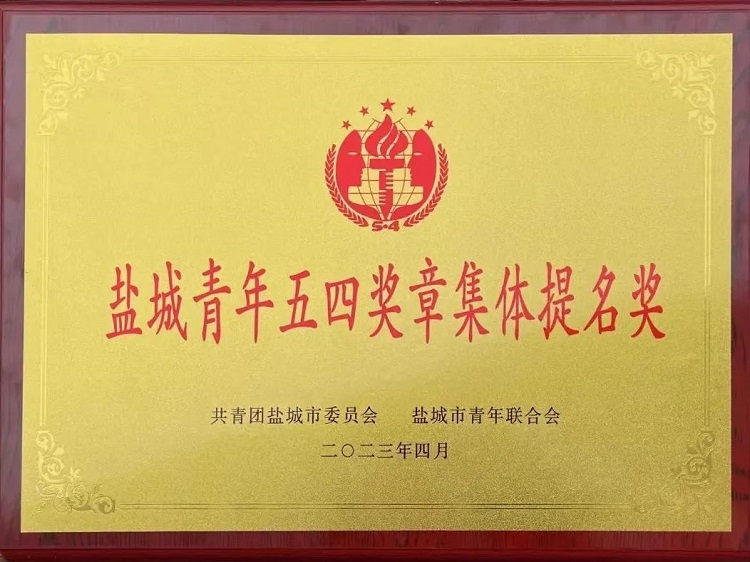 5·4
盐城青年五四奖章集体提名奖
共青团盐城市委员会 盐城市青年联合会
二〇二三年四月